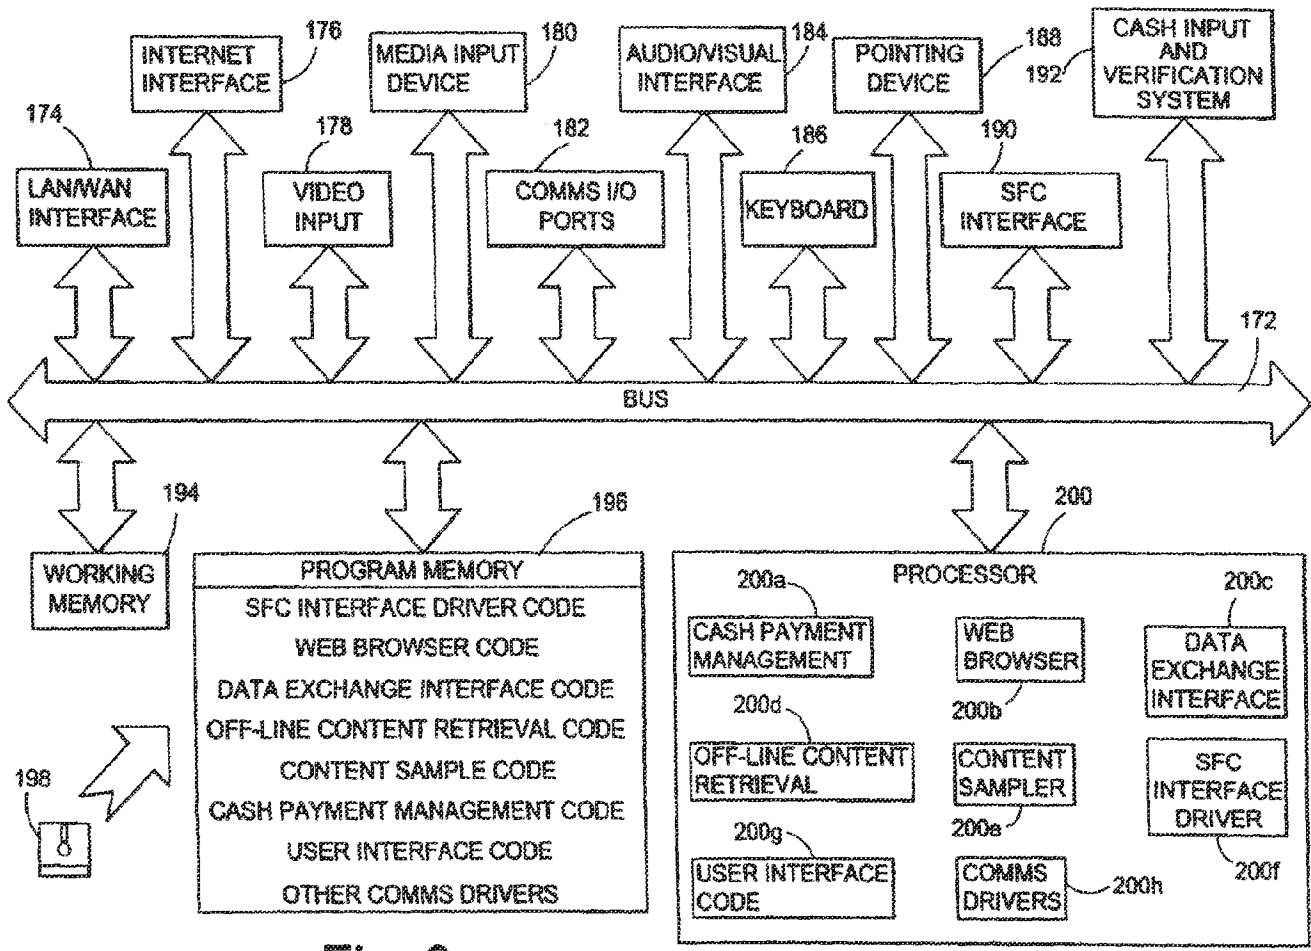 INTERNET
INTERFACE
176
MEDIA INPUT
DEVICE
180
AUDIO/VISUAL
INTERFACE
184
POINTING
DEVICE
188
CASH INPUT
AND
VERIFICATION
SYSTEM
192
174
LAN/WAN
INTERFACE
178
VIDEO
INPUT
182
COMMS I/O
PORTS
186
KEYBOARD
190
SFC
INTERFACE
172
BUS
194
WORKING
MEMORY
196
PROGRAM MEMORY
SFC INTERFACE DRIVER CODE
WEB BROWSER CODE
DATA EXCHANGE INTERFACE CODE
OFF-LINE CONTENT RETRIEVAL CODE
CONTENT SAMPLE CODE
CASH PAYMENT MANAGEMENT CODE
USER INTERFACE CODE
OTHER COMMS DRIVERS
198
200
PROCESSOR
200a
CASH PAYMENT
MANAGEMENT
WEB
BROWSER
200b
200c
DATA
EXCHANGE
INTERFACE
200d
OFF-LINE CONTENT
RETRIEVAL
CONTENT
SAMPLER
200e
SFC
INTERFACE
DRIVER
200f
200g
USER INTERFACE
CODE
COMMS
DRIVERS
200h